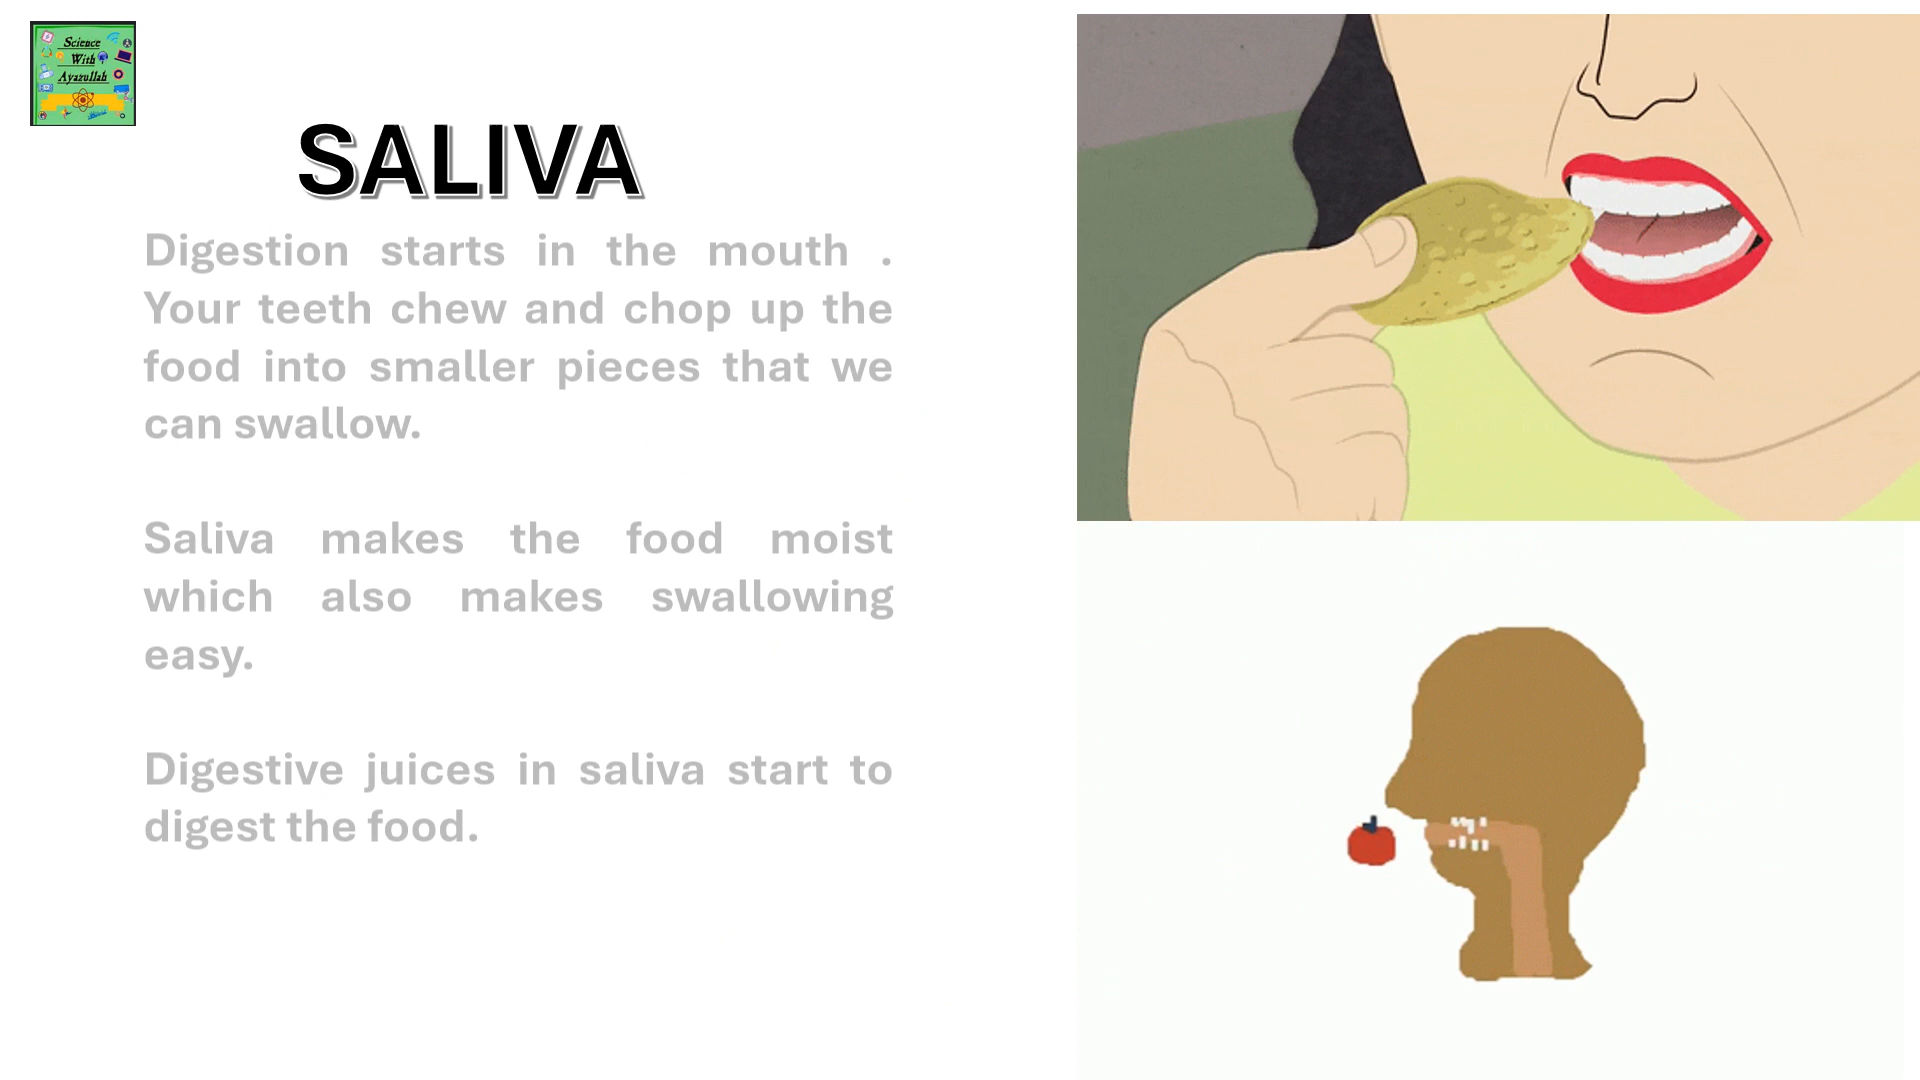 Science
With
Ayazullah
SALIVA
Digestion starts in the mouth .
Your teeth chew and chop up the
food into smaller pieces that we
can swallow.
Saliva makes the food moist
which also makes swallowing
easy.
Digestive juices in saliva start to
digest the food.